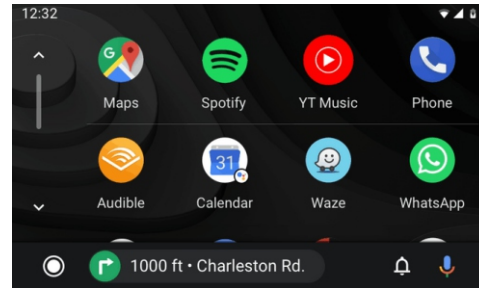 12:32
G
Maps Spotify YT Music Phone
31
Audible Calendar Waze WhatsApp
1000 ft • Charleston Rd.